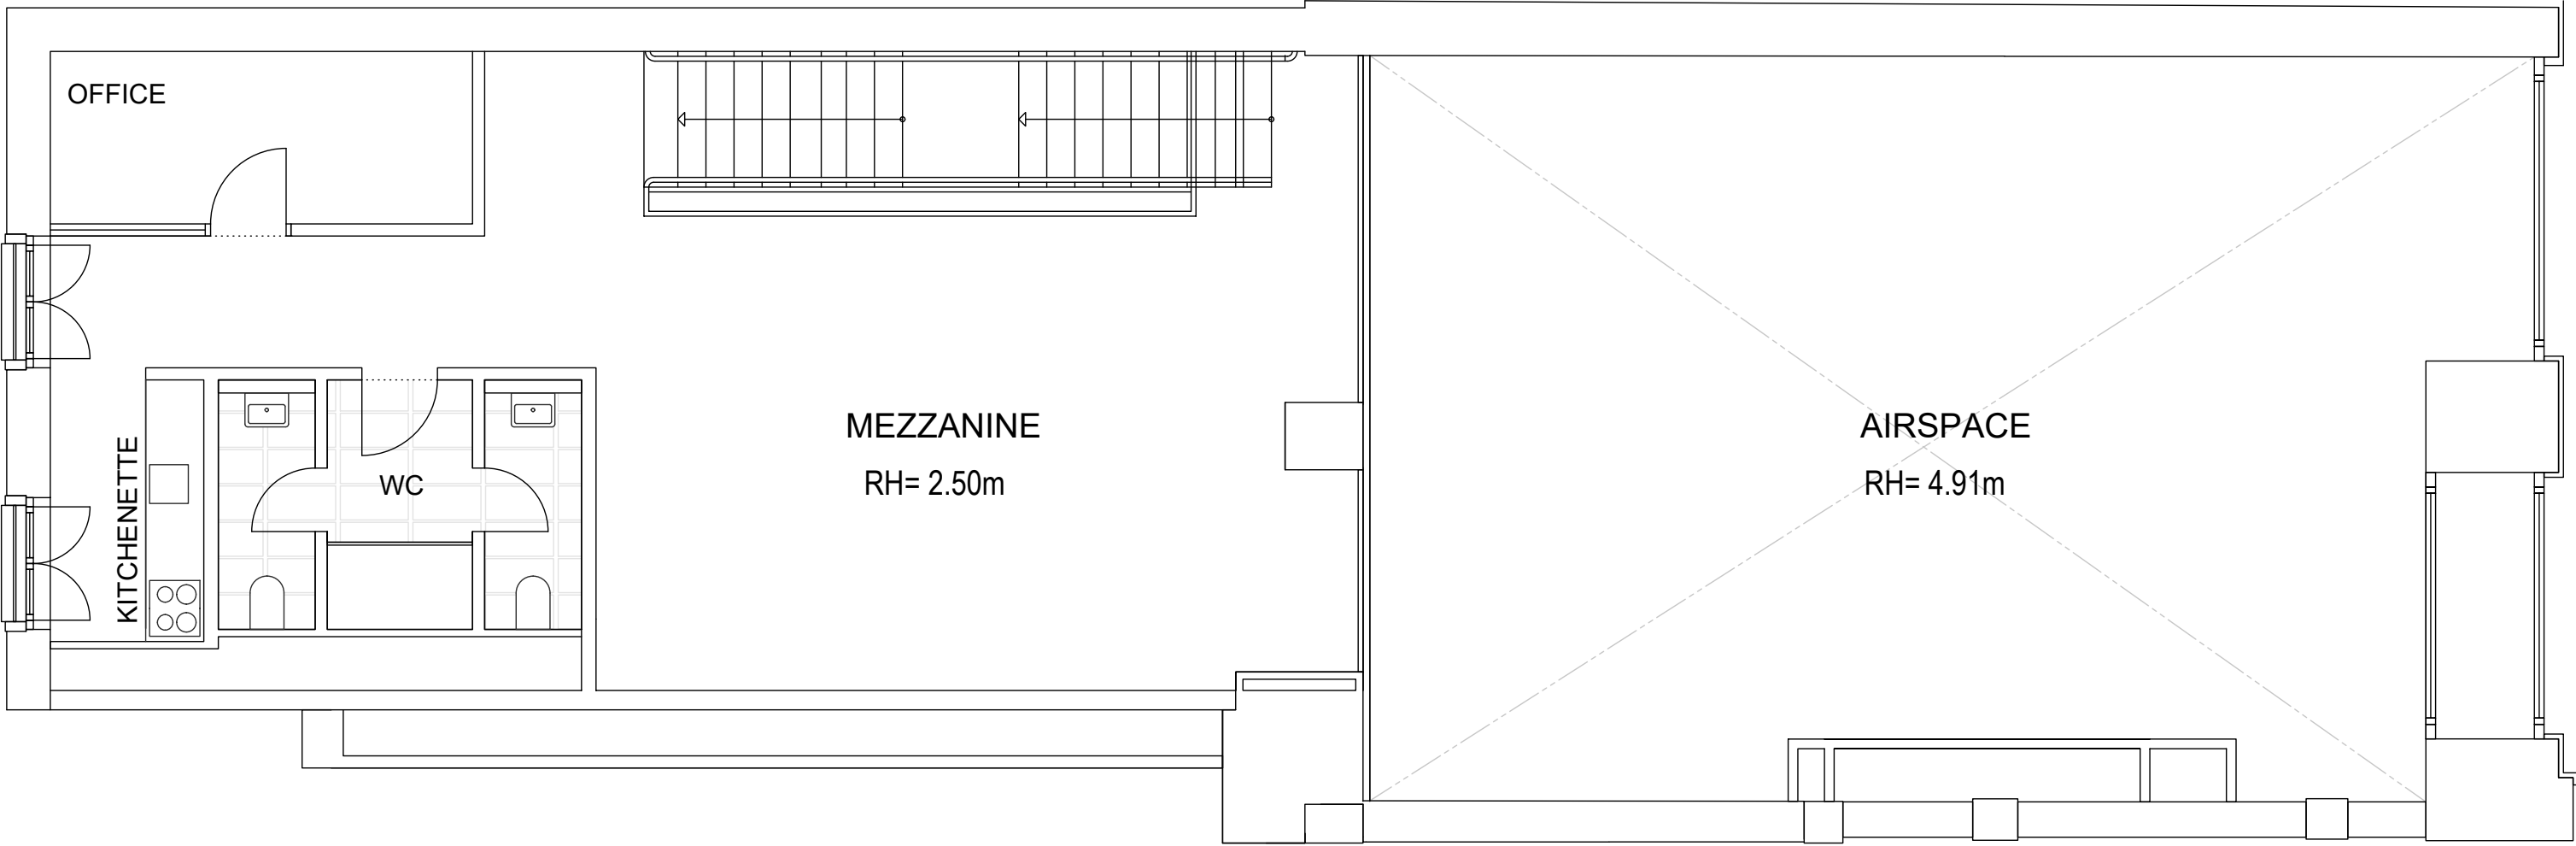 OFFICE
MEZZANINE
RH= 2.50m
AIRSPACE
RH= 4.91m
KITCHENETTE
WC